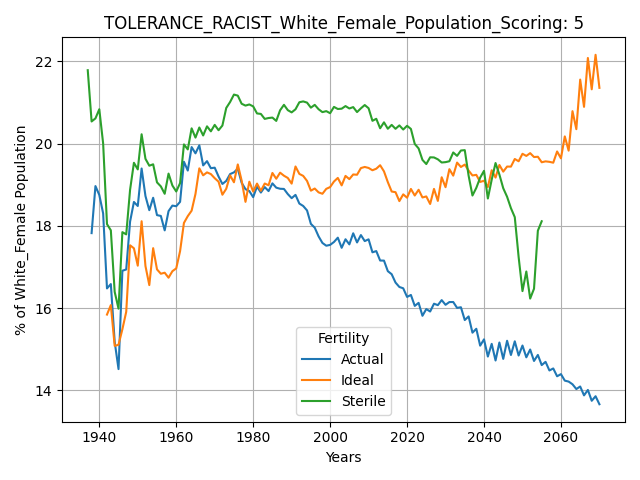 TOLERANCE_RACIST_White_Female_Population_Scoring: 5
% of White_Female Population
22
20
18
16
14
Fertility
Actual
Ideal
Sterile
1940 1960 1980 2000 2020 2040 2060
Years